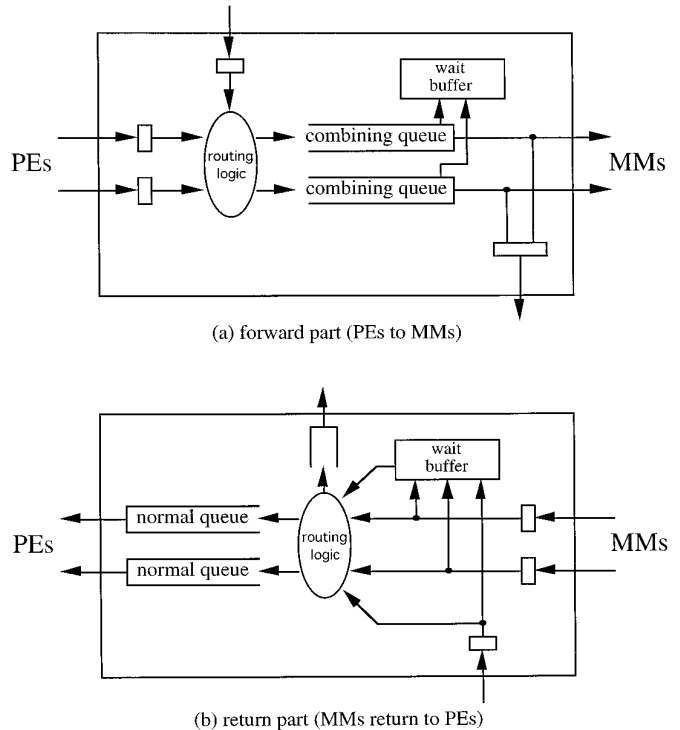 wait
buffer
combining queue
PEs
routing
logic
MMs
combining queue
(a) forward part (PEs to MMs)
wait
buffer
normal queue
PEs
routing
logic
MMs
normal queue
(b) return part (MMs return to PEs)